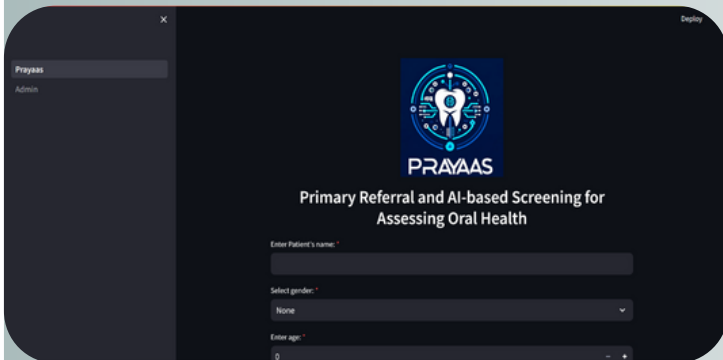 ×
Deploy
Prayaas
Admin
PRAYAAS
Primary Referral and AI-based Screening for
Assessing Oral Health
Enter Patient's name: *
Select gender: *
None
Enter age: *
0
- +